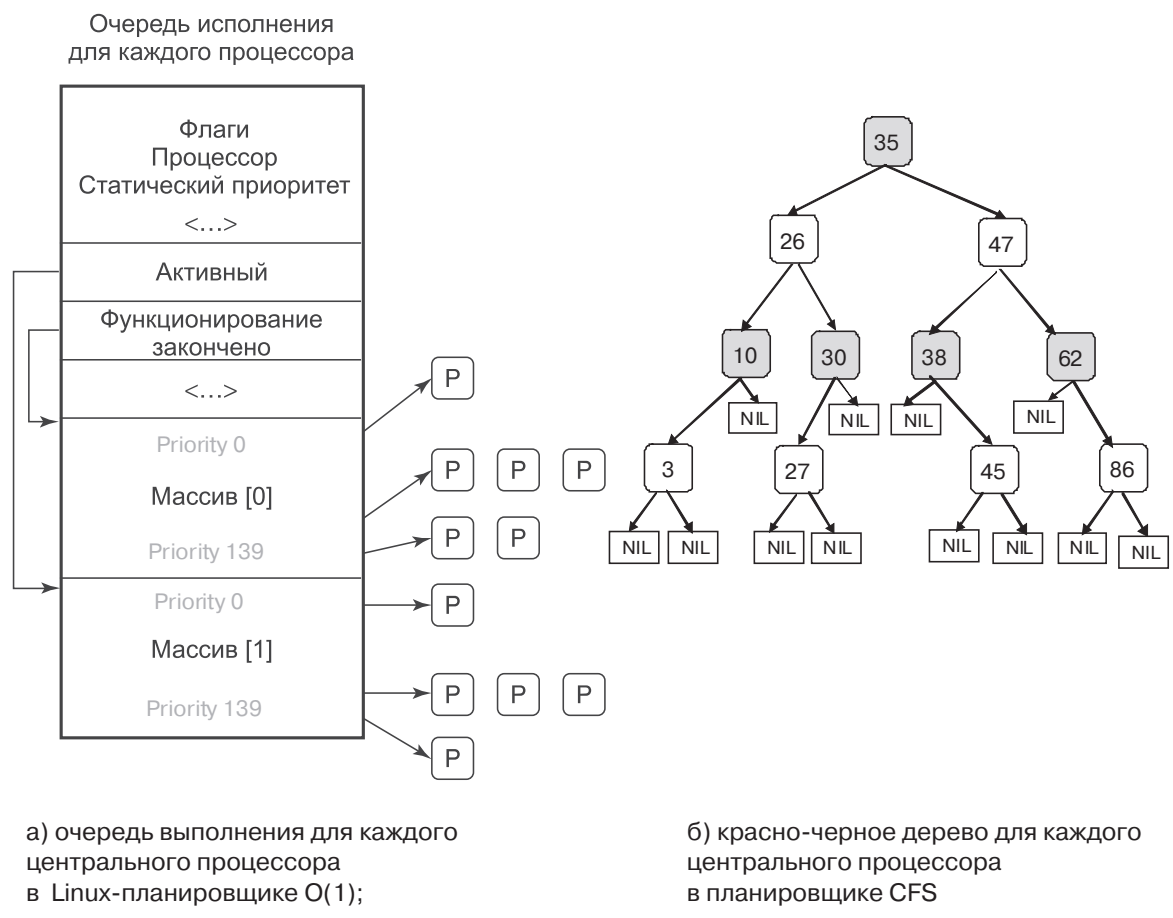 Очередь исполнения
для каждого процессора
Флаги
Процессор
Статический приоритет
<...>
Активный
Функционирование
закончено
<...>
Priority 0
Массив [0]
Priority 139
Priority 0
Массив [1]
Priority 139
P
P P P
P P
P
P P P
P
35
26 47
10 30 38 62
NIL NIL NIL NIL
3 27 45 86
NIL NIL NIL NIL NIL NIL NIL NIL
а) очередь выполнения для каждого
центрального процессора
в Linux-планировщике O(1);
б) красно-черное дерево для каждого
центрального процессора
в планировщике CFS